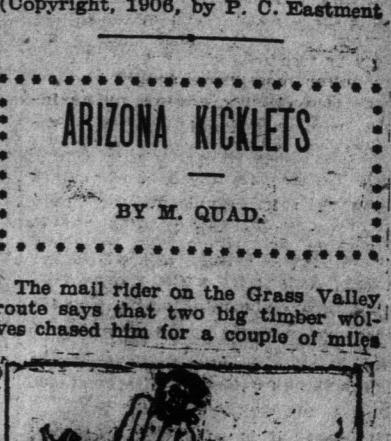 (Copyright, 1906, by P. C. Eastment
ARIZONA KICKLETS
BY M. QUAD.
The mail rider on the Grass Valley
route says that two big timber wol-
ves chased him for a couple of miles